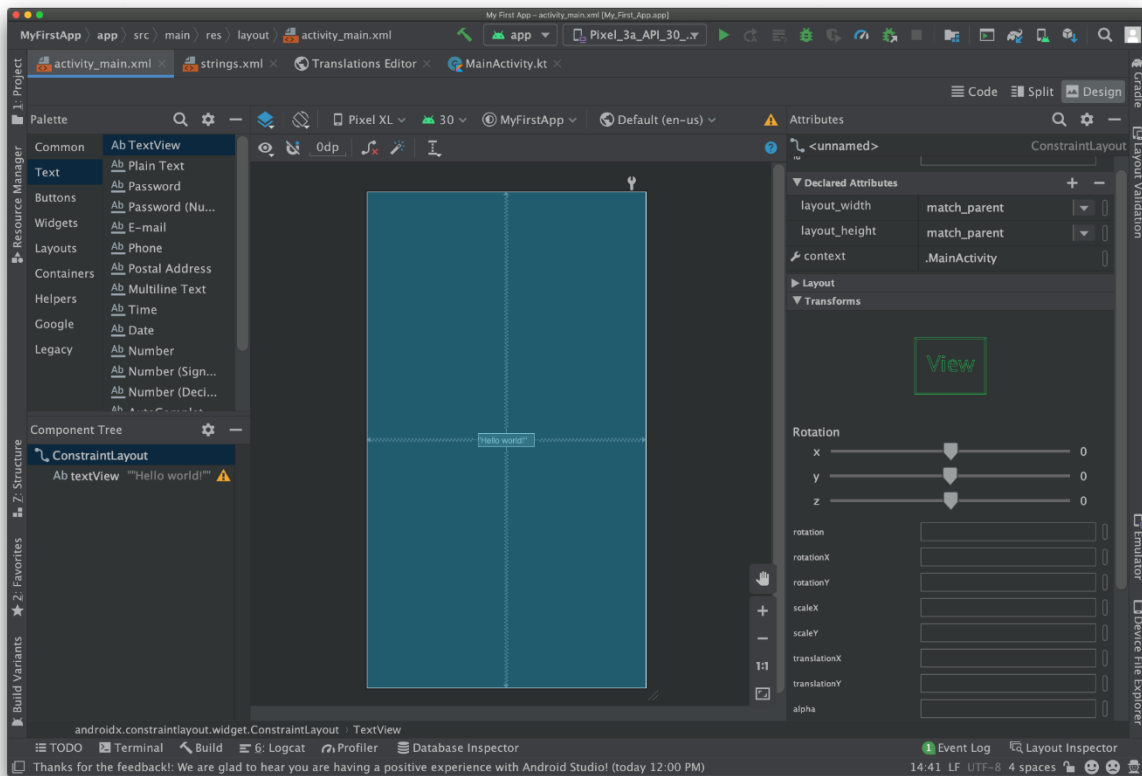 My First App – activity_main.xml [My_First_App.app]
MyFirstApp app src main res layout activity_main.xml
app Pixel_3a_API_30_...
activity_main.xml strings.xml Translations Editor MainActivity.kt
Code Split Design
1: Project
Resource Manager
7: Structure
2: Favorites
Build Variants
Palette
Common
Text
Buttons
Widgets
Layouts
Containers
Helpers
Google
Legacy
Ab TextView
Ab Plain Text
Ab Password
Ab Password (Nu...
Ab E-mail
Ab Phone
Ab Postal Address
Ab Multiline Text
Ab Time
Ab Date
Ab Number
Ab Number (Sign...
Ab Number (Deci...
Ab AutoComplet
Component Tree
ConstraintLayout
Ab textView ""Hello world!""
Pixel XL 30 MyFirstApp Default (en-us)
0dp
"Hello world!"
1:1
Attributes
<unnamed> ConstraintLayout
id
Declared Attributes
layout_width match_parent
layout_height match_parent
context .MainActivity
Layout
Transforms
View
Rotation
x 0
y 0
z 0
rotation
rotationX
rotationY
scaleX
scaleY
translationX
translationY
alpha
Gradle
Layout Validation
Emulator
Device File Explorer
androidx.constraintlayout.widget.ConstraintLayout TextView
TODO Terminal Build 6: Logcat Profiler Database Inspector 1 Event Log Layout Inspector
Thanks for the feedback!: We are glad to hear you are having a positive experience with Android Studio! (today 12:00 PM) 14:41 LF UTF-8 4 spaces